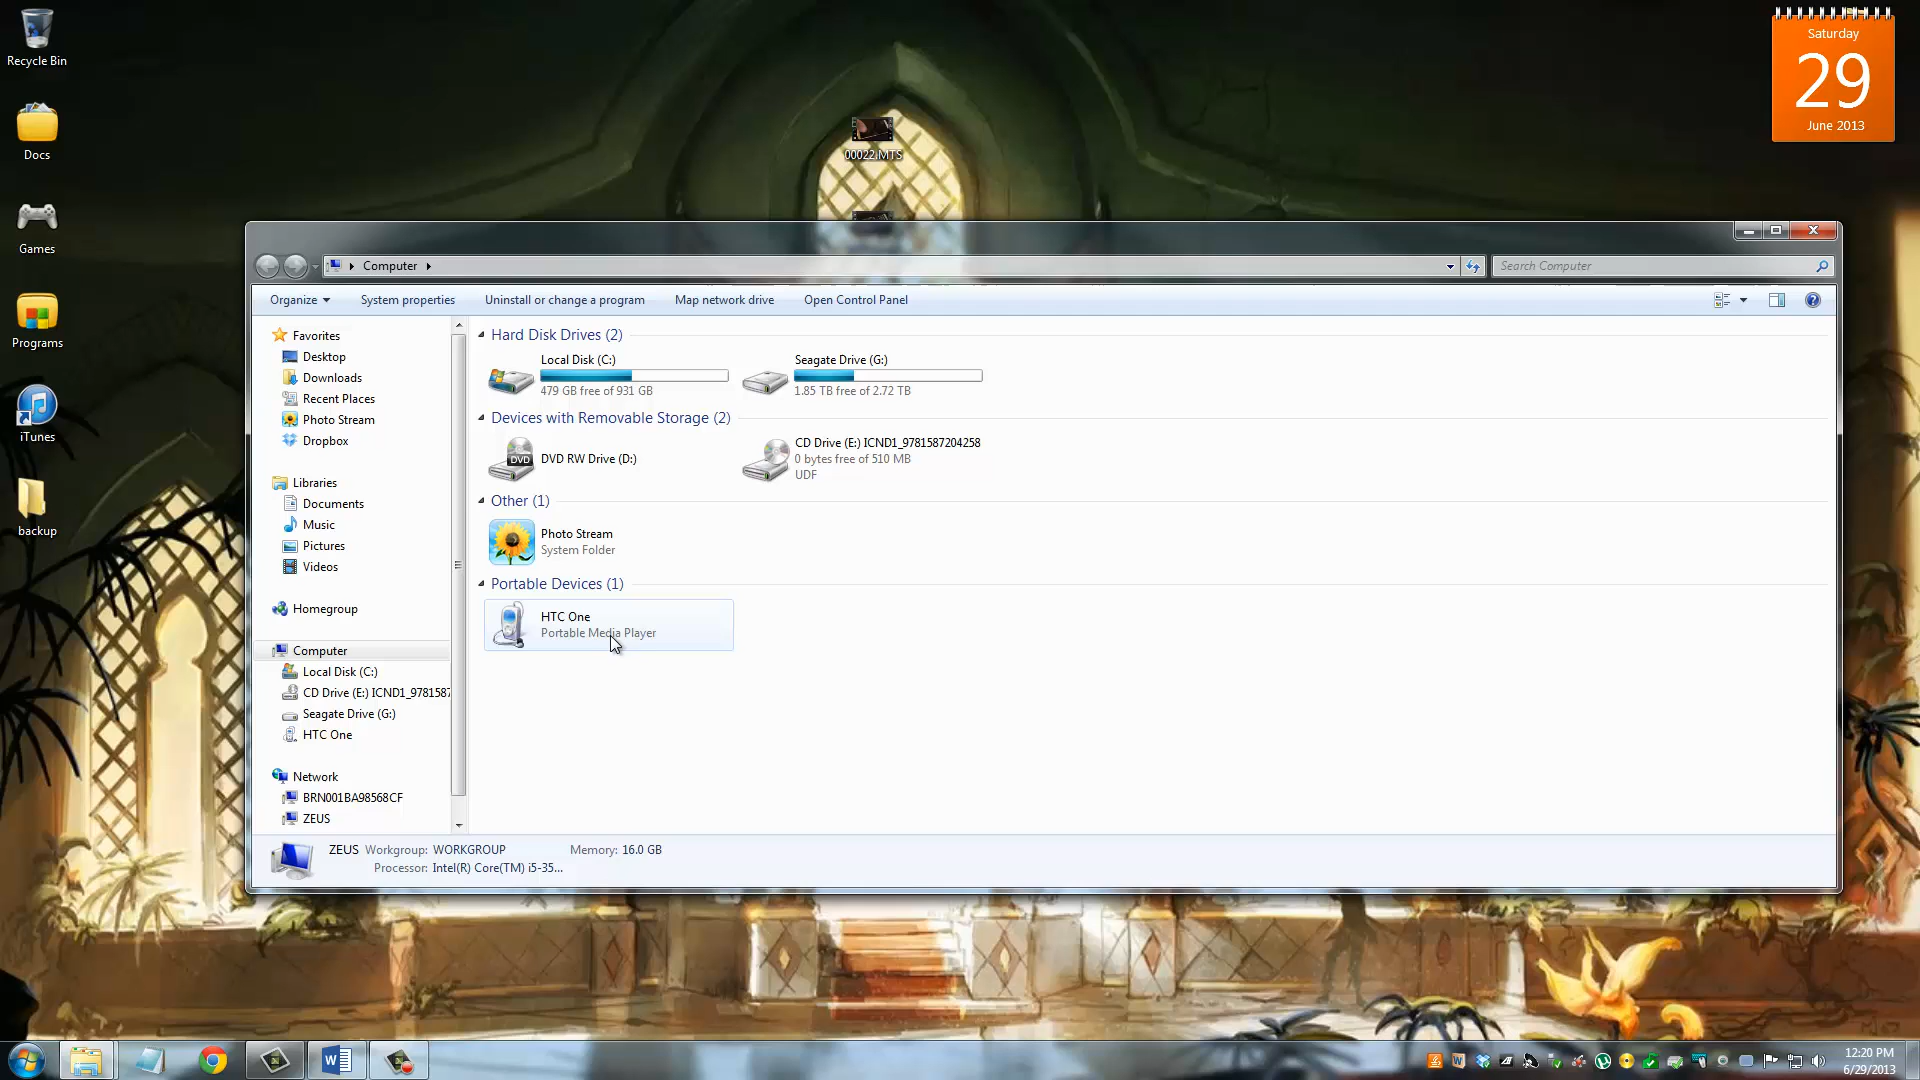 Recycle Bin
Docs
Games
Programs
iTunes
backup
00022.MTS
Saturday
29
June 2013
Computer
Search Computer
Organize
System properties
Uninstall or change a program
Map network drive
Open Control Panel
Favorites
Desktop
Downloads
Recent Places
Photo Stream
Dropbox
Libraries
Documents
Music
Pictures
Videos
Homegroup
Computer
Local Disk (C:)
CD Drive (E:) ICND1_9781587
Seagate Drive (G:)
HTC One
Network
BRN001BA98568CF
ZEUS
Hard Disk Drives (2)
Local Disk (C:)
479 GB free of 931 GB
Seagate Drive (G:)
1.85 TB free of 2.72 TB
Devices with Removable Storage (2)
DVD
DVD RW Drive (D:)
CD Drive (E:) ICND1_9781587204258
0 bytes free of 510 MB
UDF
Other (1)
Photo Stream
System Folder
Portable Devices (1)
HTC One
Portable Media Player
ZEUS Workgroup: WORKGROUP Memory: 16.0 GB
Processor: Intel(R) Core(TM) i5-35...
12:20 PM
6/29/2013